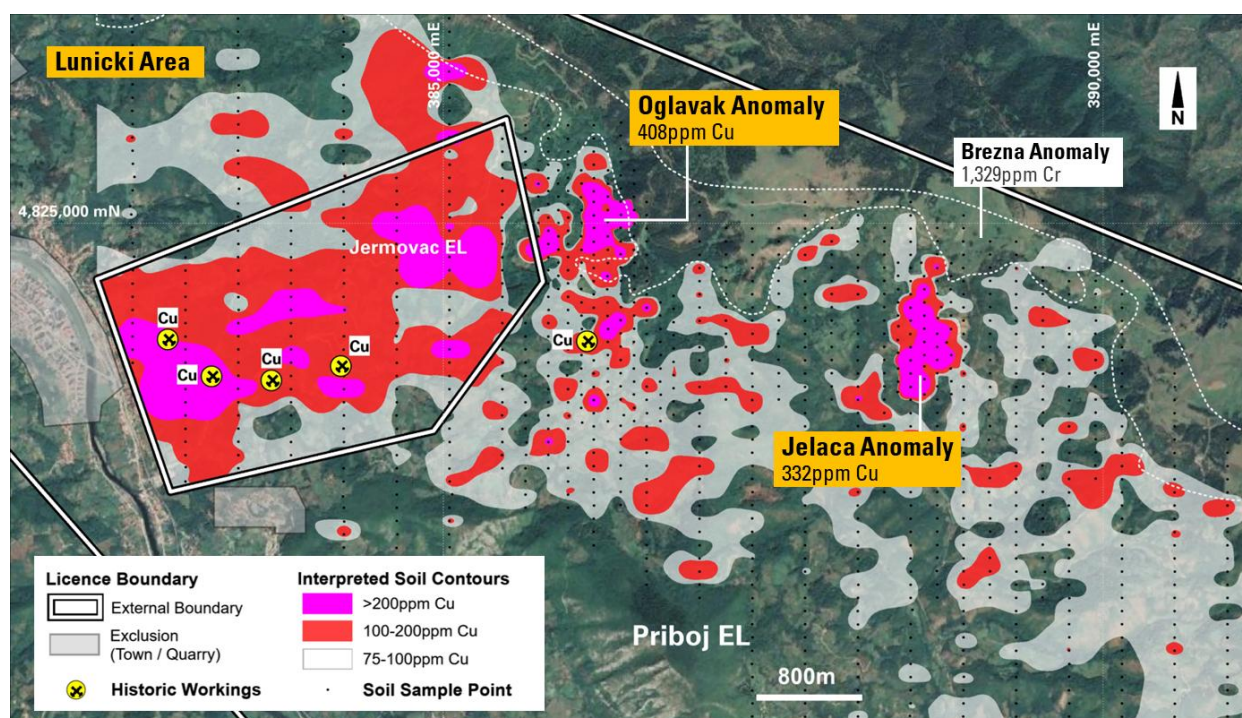 Lunicki Area
385,000 mE
390,000 mE
N
Oglavak Anomaly
408ppm Cu
Brezna Anomaly
1,329ppm Cr
4,825,000 mN
Jermovac EL
Cu
Cu
Cu
Cu
Cu
Jelaca Anomaly
332ppm Cu
Priboj EL
800m
Licence Boundary
External Boundary
Exclusion
(Town / Quarry)
Historic Workings
Interpreted Soil Contours
>200ppm Cu
100-200ppm Cu
75-100ppm Cu
Soil Sample Point